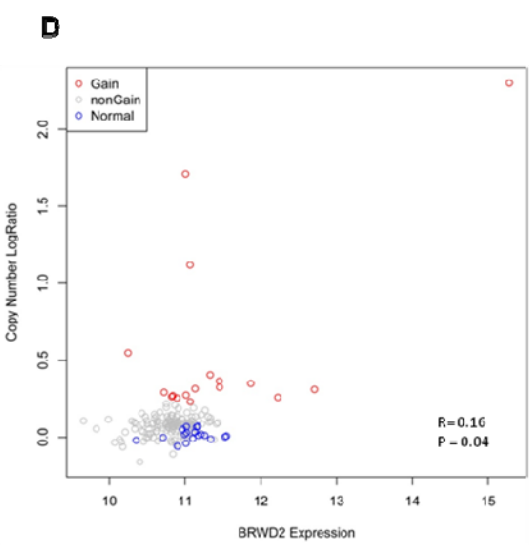 D
Gain
nonGain
Normal
2.0
1.5
1.0
0.5
0.0
Copy Number LogRatio
R=0.16
P = 0.04
10 11 12 13 14 15
BRWD2 Expression